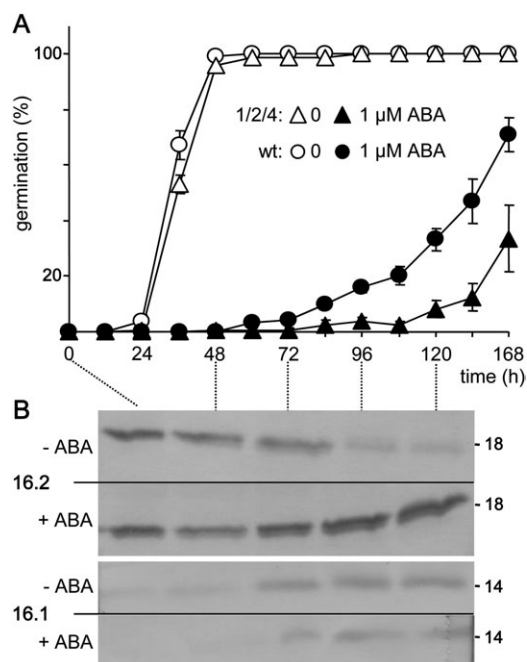 A
100
germination (%)
1/2/4: △ 0 ▲ 1 µM ABA
wt: ○ 0 ● 1 µM ABA
20
0 24 48 72 96 120 168
time (h)
B
- ABA
- 18
16.2
+ ABA
- 18
- ABA
- 14
16.1
+ ABA
- 14